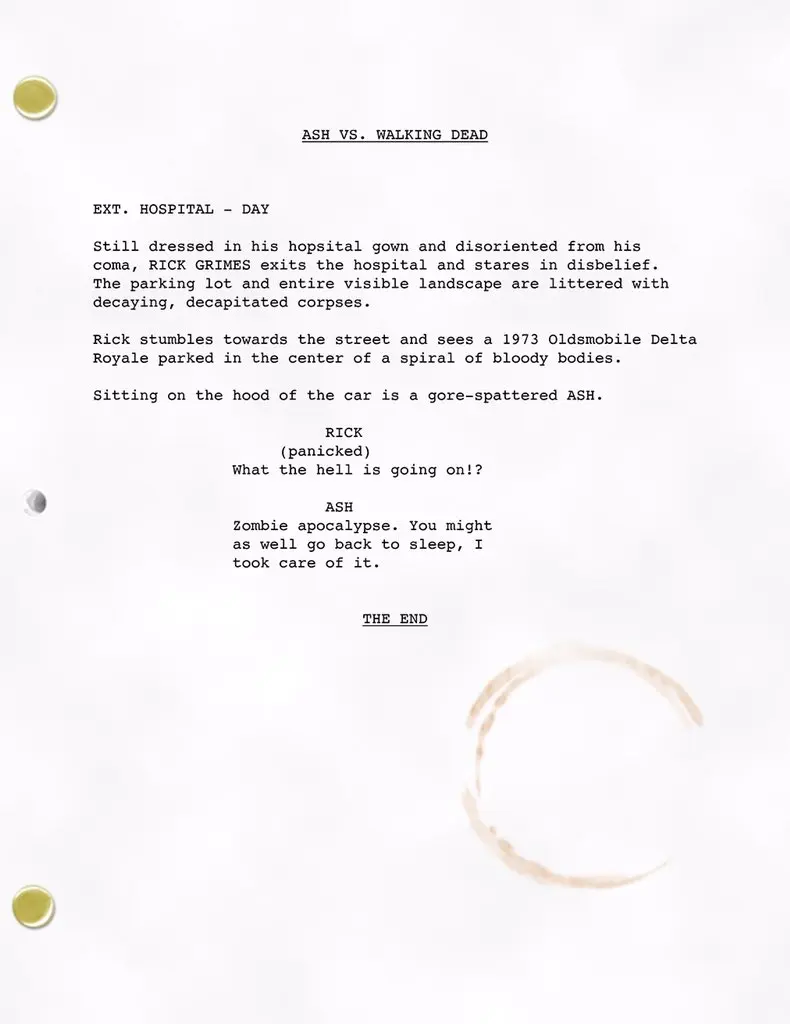 ASH VS. WALKING DEAD
EXT. HOSPITAL - DAY
Still dressed in his hopsital gown and disoriented from his
coma, RICK GRIMES exits the hospital and stares in disbelief.
The parking lot and entire visible landscape are littered with
decaying, decapitated corpses.
Rick stumbles towards the street and sees a 1973 Oldsmobile Delta
Royale parked in the center of a spiral of bloody bodies.
Sitting on the hood of the car is a gore-spattered ASH.
RICK
(panicked)
What the hell is going on!?
ASH
Zombie apocalypse. You might
as well go back to sleep, I
took care of it.
THE END